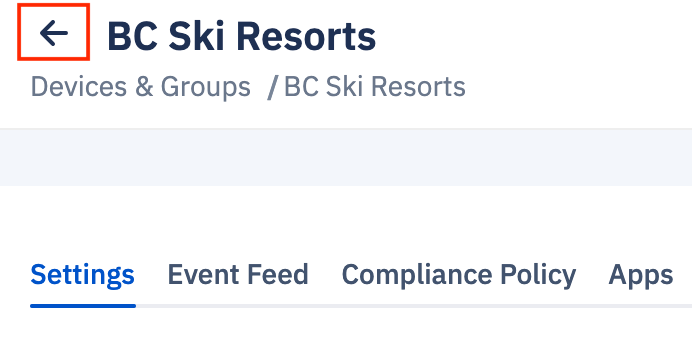 BC Ski Resorts
Devices & Groups / BC Ski Resorts
Settings Event Feed Compliance Policy Apps